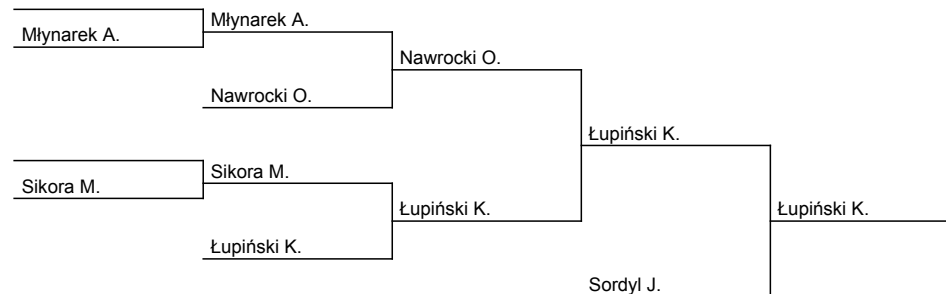 Młynarek A.
Młynarek A.
Nawrocki O.
Nawrocki O.
Łupiński K.
Sikora M.
Sikora M.
Łupiński K.
Łupiński K.
Łupiński K.
Sordyl J.